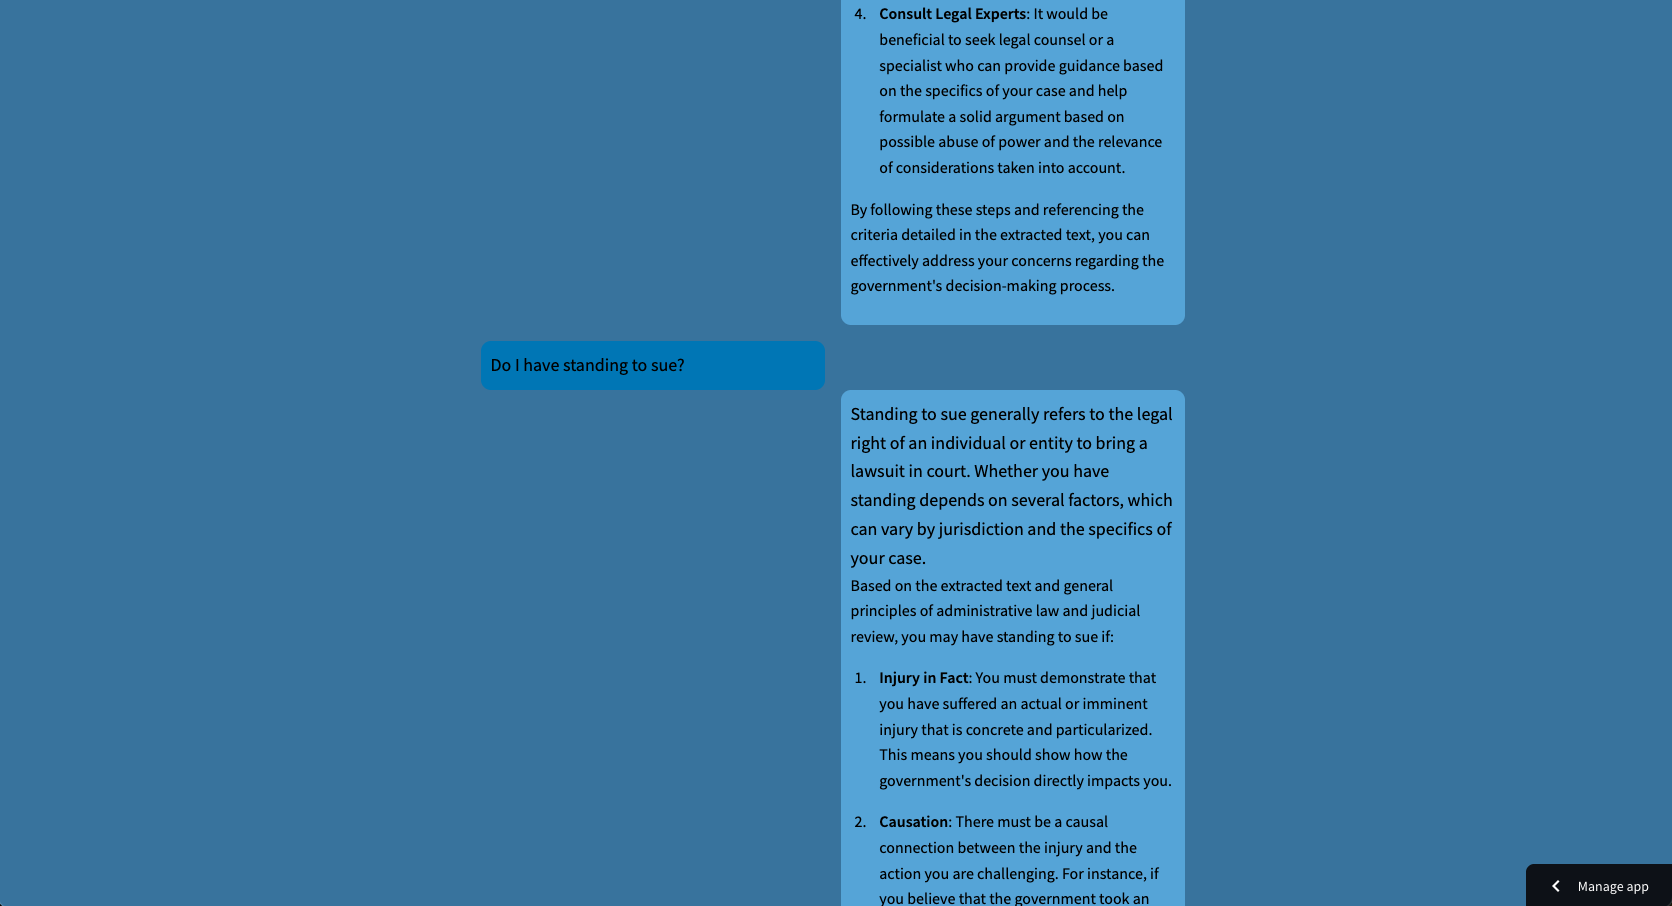 4. Consult Legal Experts: It would be
beneficial to seek legal counsel or a
specialist who can provide guidance based
on the specifics of your case and help
formulate a solid argument based on
possible abuse of power and the relevance
of considerations taken into account.
By following these steps and referencing the
criteria detailed in the extracted text, you can
effectively address your concerns regarding the
government's decision-making process.
Do I have standing to sue?
Standing to sue generally refers to the legal
right of an individual or entity to bring a
lawsuit in court. Whether you have
standing depends on several factors, which
can vary by jurisdiction and the specifics of
your case.
Based on the extracted text and general
principles of administrative law and judicial
review, you may have standing to sue if:
1. Injury in Fact: You must demonstrate that
you have suffered an actual or imminent
injury that is concrete and particularized.
This means you should show how the
government's decision directly impacts you.
2. Causation: There must be a causal
connection between the injury and the
action you are challenging. For instance, if
you believe that the government took an
Manage app